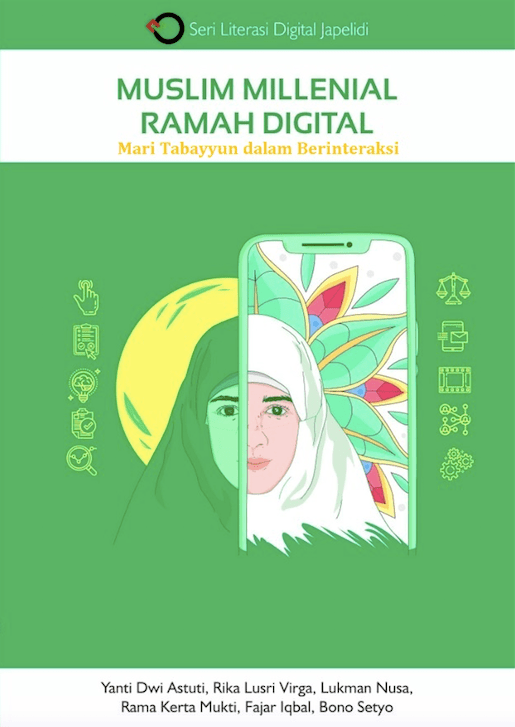 Seri Literasi Digital Japelidi
MUSLIM MILLENIAL
RAMAH DIGITAL
Mari Tabayyun dalam Berinteraksi
Yanti Dwi Astuti, Rika Lusri Virga, Lukman Nusa,
Rama Kerta Mukti, Fajar Iqbal, Bono Setyo